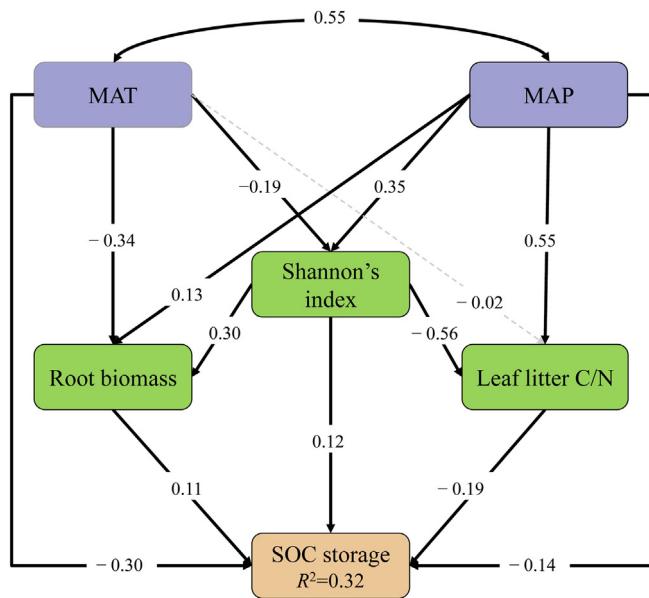 0.55
MAT
MAP
−0.19
0.35
− 0.34
0.55
Shannon’s
index
0.13
− 0.02
0.30
− 0.56
Root biomass
Leaf litter C/N
0.12
0.11
− 0.19
SOC storage
R²=0.32
− 0.30
− 0.14